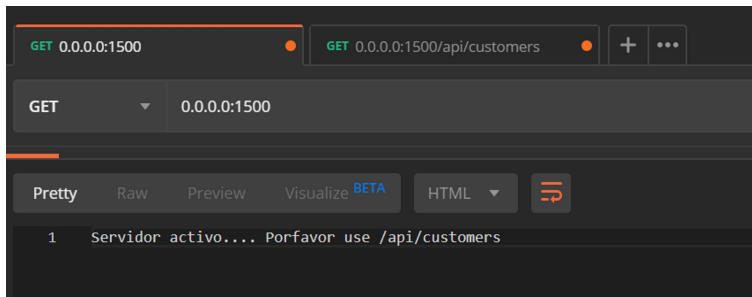 GET 0.0.0.0:1500 GET 0.0.0.0:1500/api/customers
GET 0.0.0.0:1500
Pretty Raw Preview Visualize BETA HTML
1 Servidor activo.... Porfavor use /api/customers